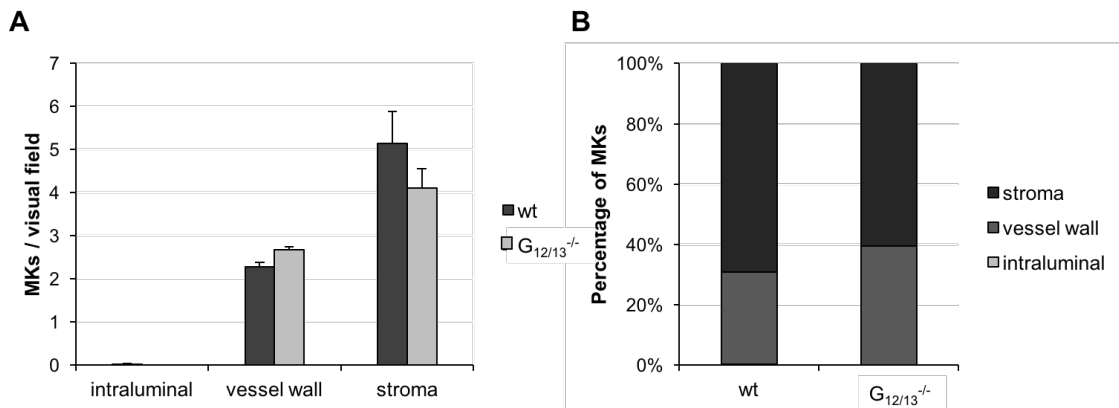 A
MKs / visual field
7
6
5
4
3
2
1
0
intraluminal
vessel wall
stroma
wt
G12/13-/-
B
Percentage of MKs
100%
80%
60%
40%
20%
0%
wt
G12/13-/-
stroma
vessel wall
intraluminal